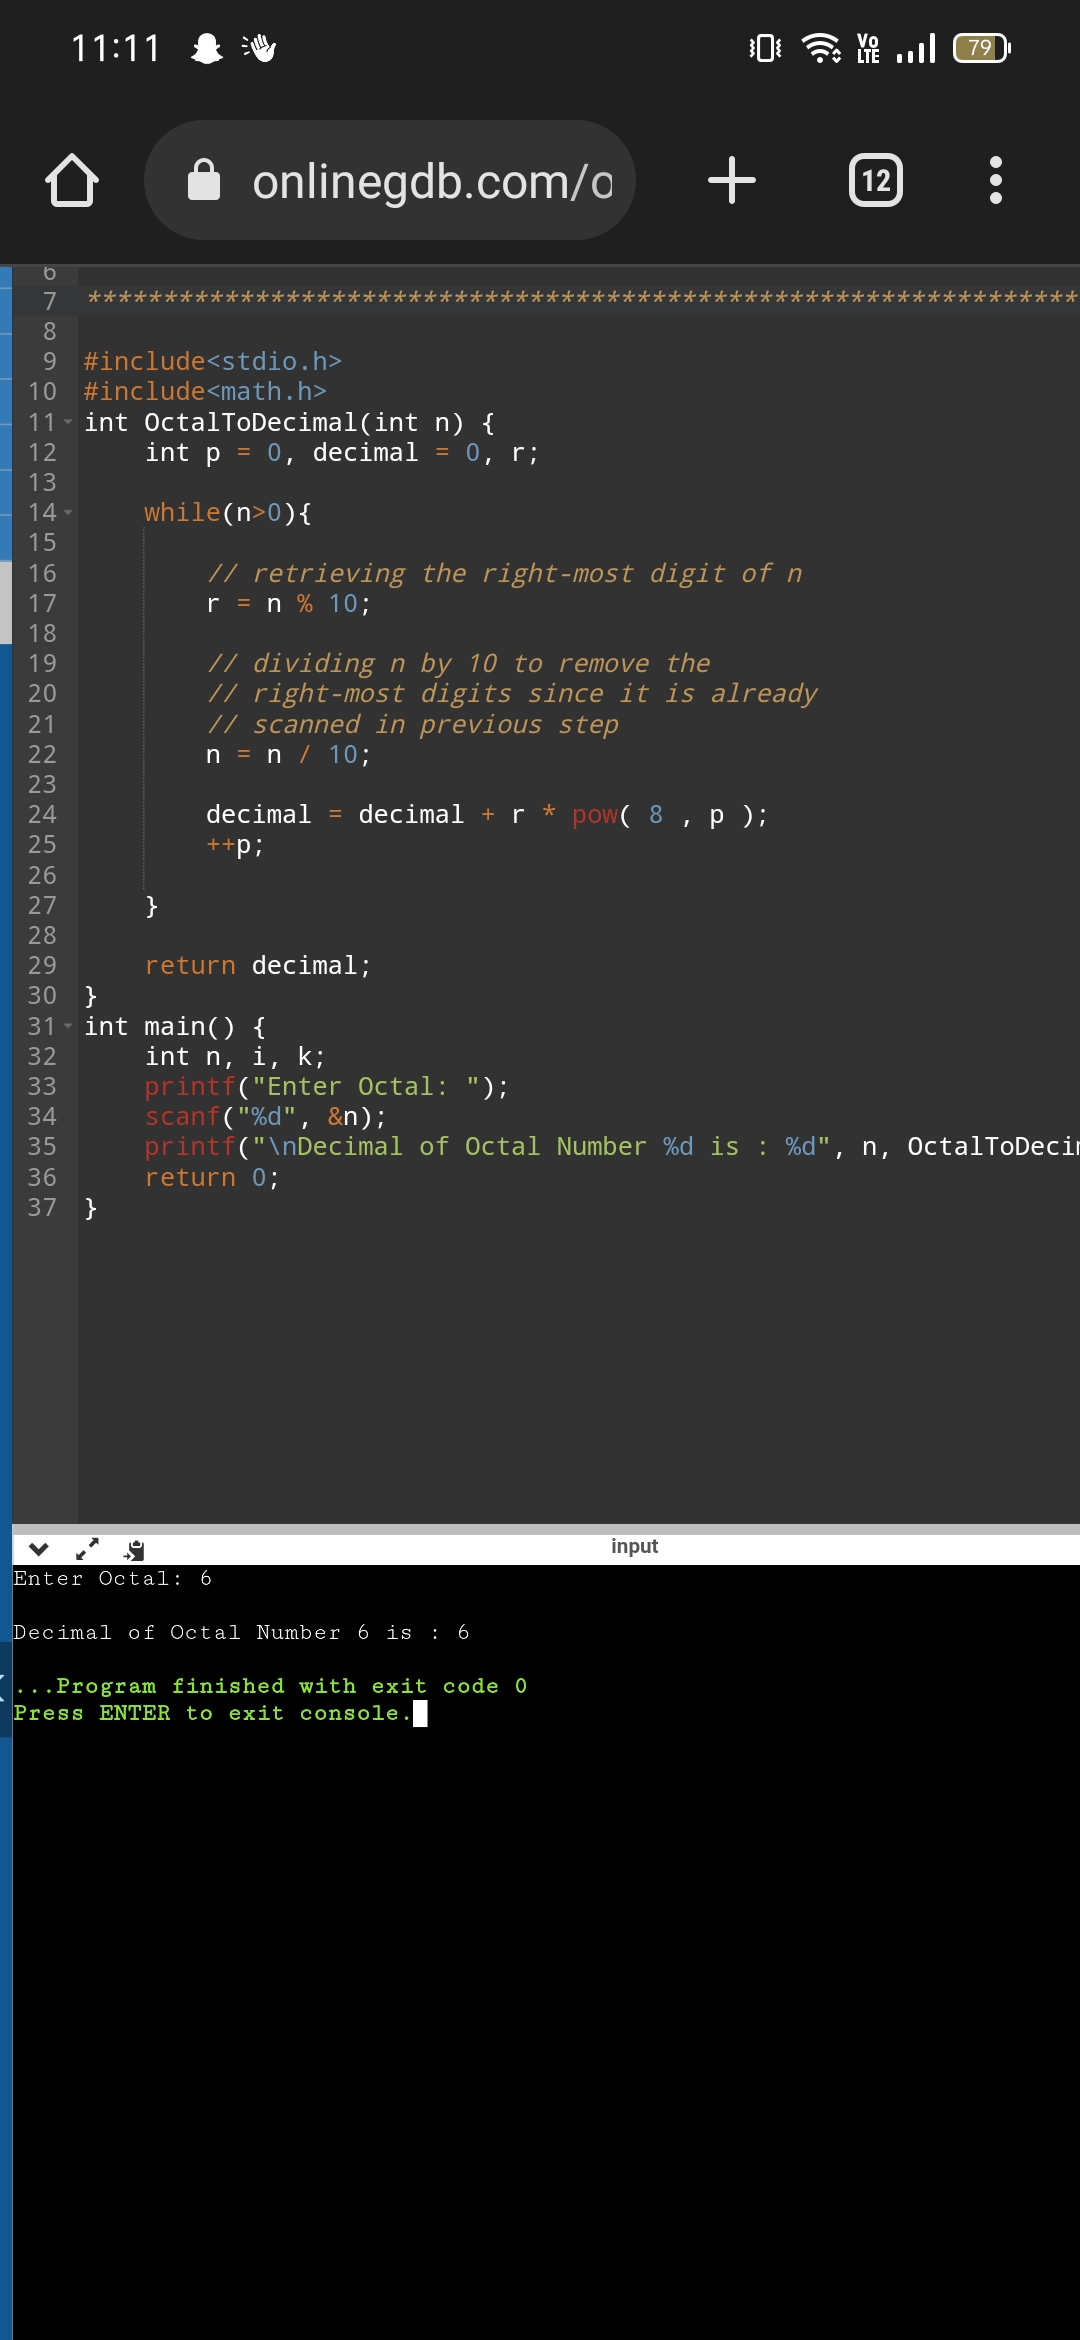 11:11 Vo LTE 79
onlinegdb.com/o 12
6
7 *****************************************************************
8
9 #include<stdio.h>
10 #include<math.h>
11 int OctalToDecimal(int n) {
12 int p = 0, decimal = 0, r;
13
14 while(n>0){
15
16 // retrieving the right-most digit of n
17 r = n % 10;
18
19 // dividing n by 10 to remove the
20 // right-most digits since it is already
21 // scanned in previous step
22 n = n / 10;
23
24 decimal = decimal + r * pow( 8 , p );
25 ++p;
26
27 }
28
29 return decimal;
30 }
31 int main() {
32 int n, i, k;
33 printf("Enter Octal: ");
34 scanf("%d", &n);
35 printf("\nDecimal of Octal Number %d is : %d", n, OctalToDeci
36 return 0;
37 }
input
Enter Octal: 6
Decimal of Octal Number 6 is : 6
...Program finished with exit code 0
Press ENTER to exit console.